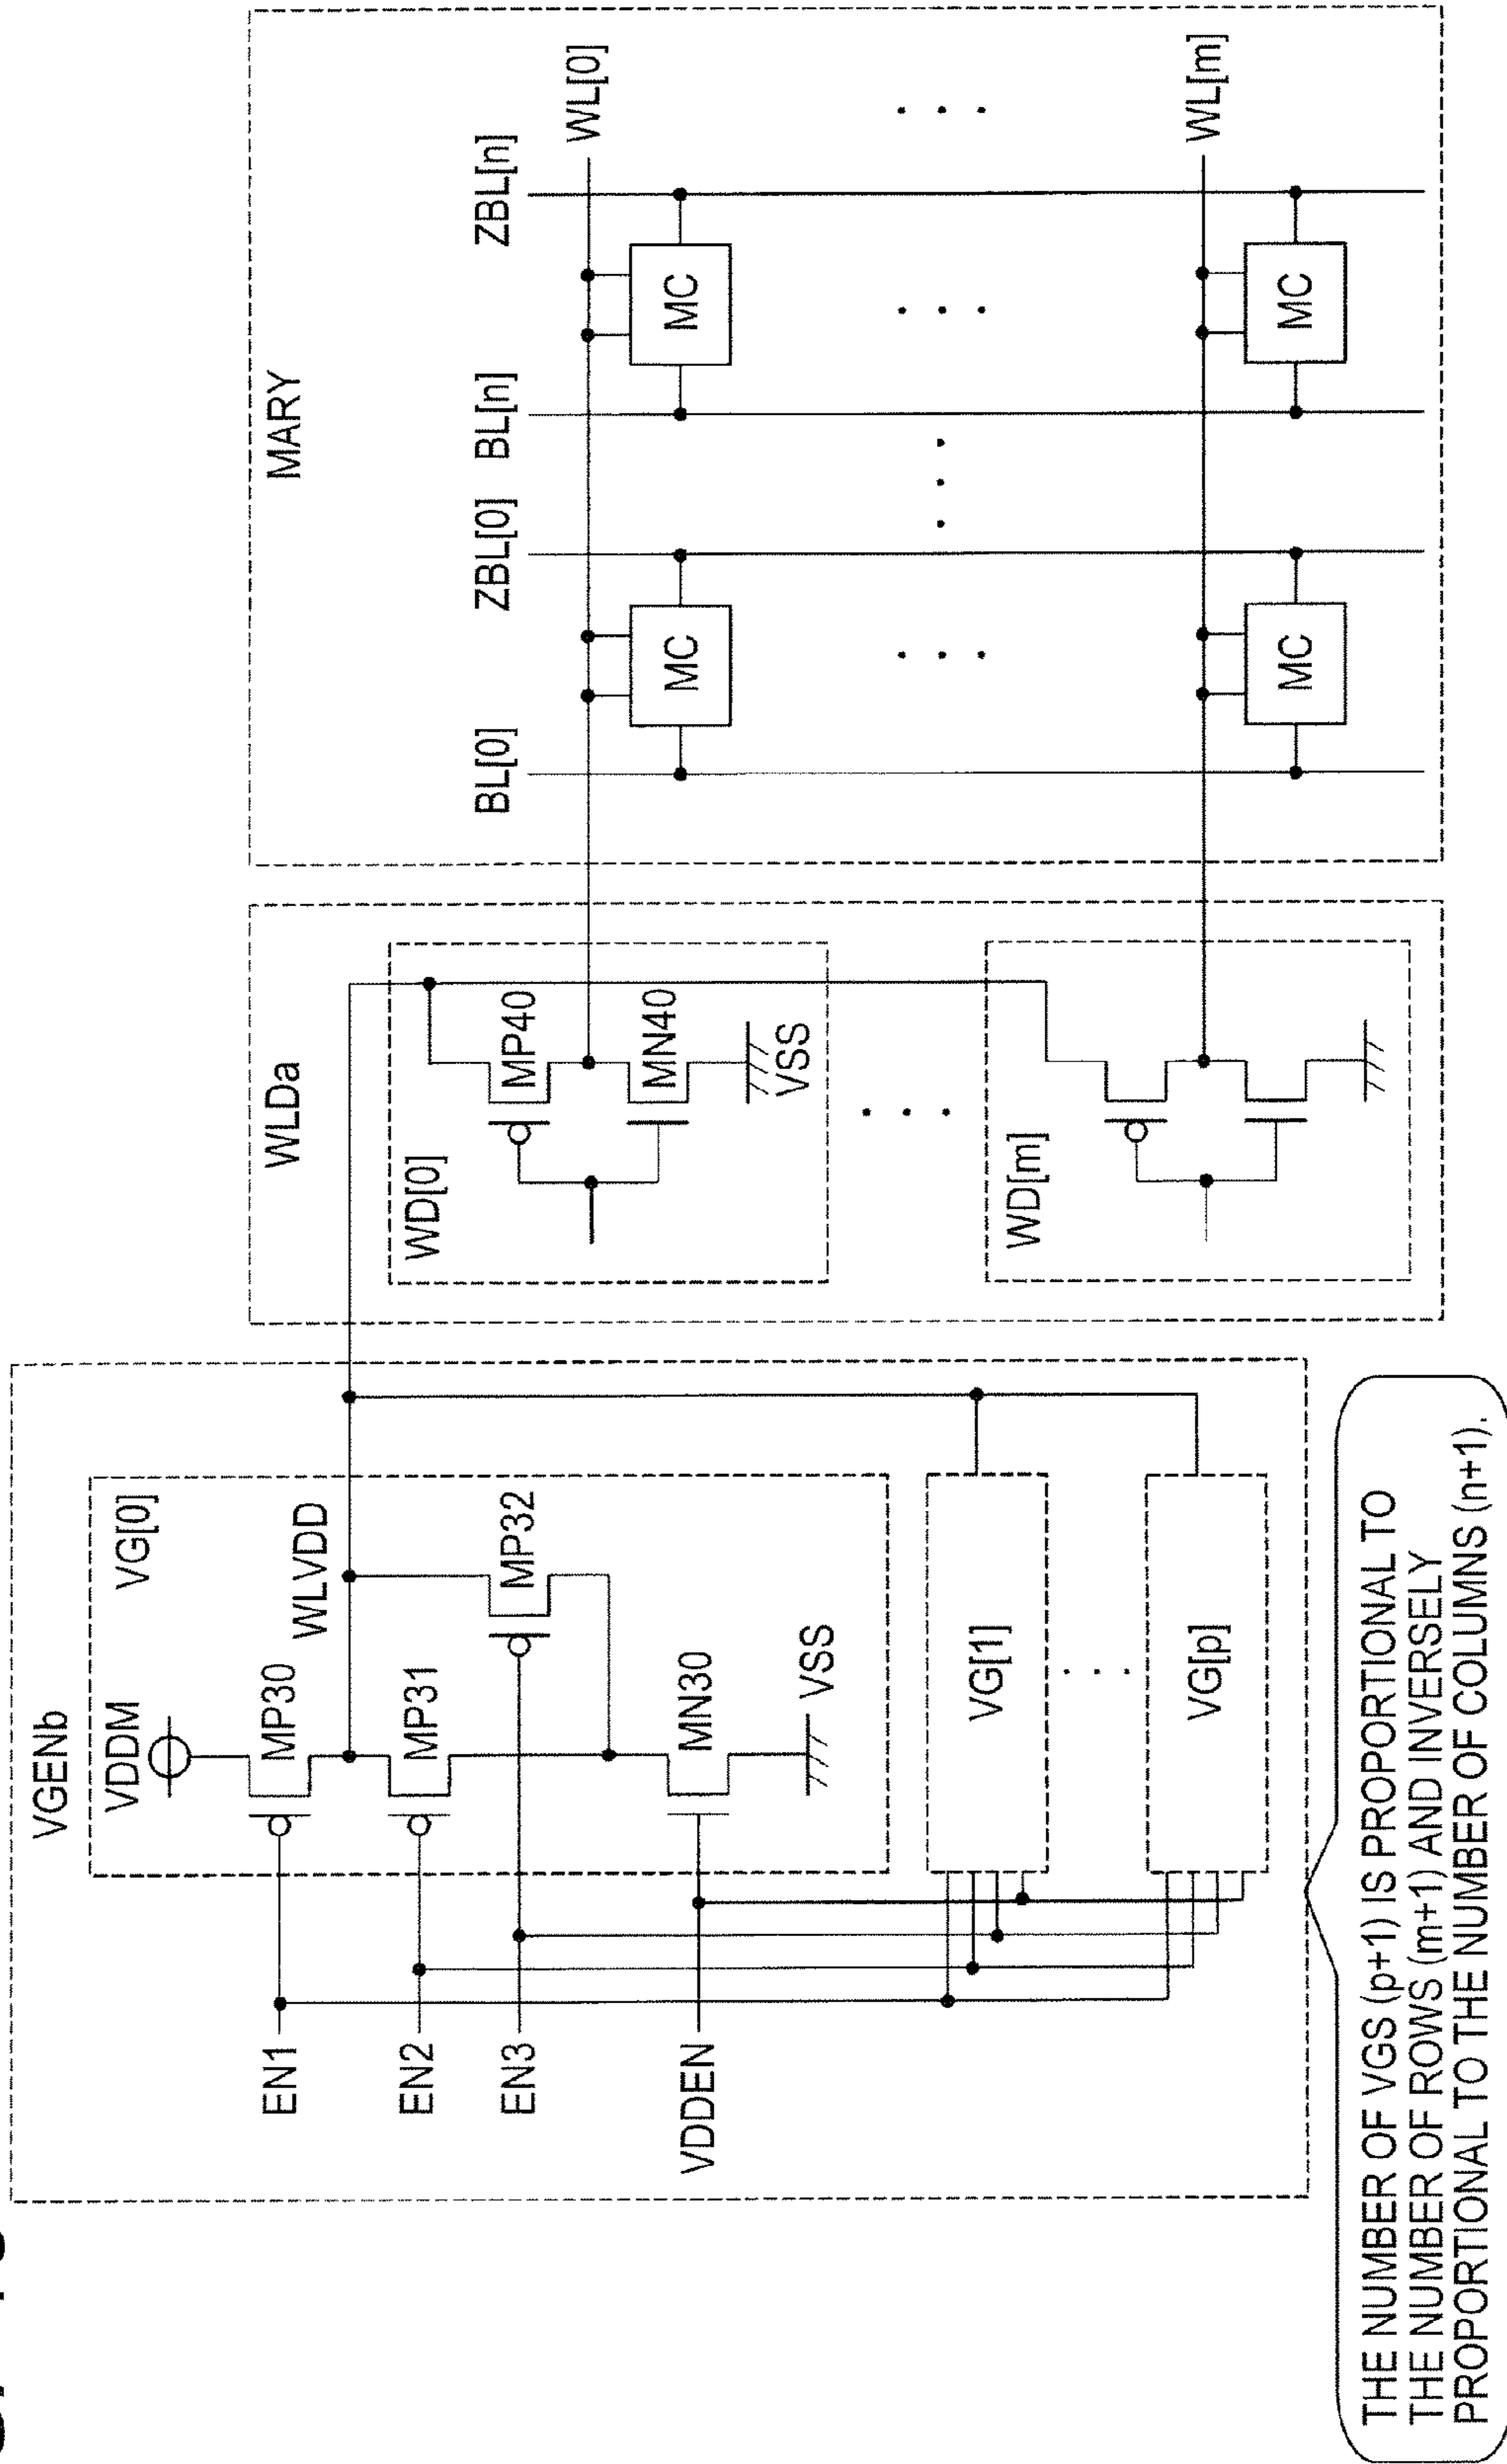 VGENb
VDDM
VG[0]
MP30
WLVDD
MP31
MP32
MN30
VSS
EN1
EN2
EN3
VDDEN
VG[1]
VG[p]
WLDa
WD[0]
MP40
MN40
VSS
WD[m]
MARY
BL[0] ZBL[0] BL[n] ZBL[n]
WL[0]
MC MC
WL[m]
MC MC
THE NUMBER OF VGS (p+1) IS PROPORTIONAL TO
THE NUMBER OF ROWS (m+1) AND INVERSELY
PROPORTIONAL TO THE NUMBER OF COLUMNS (n+1).